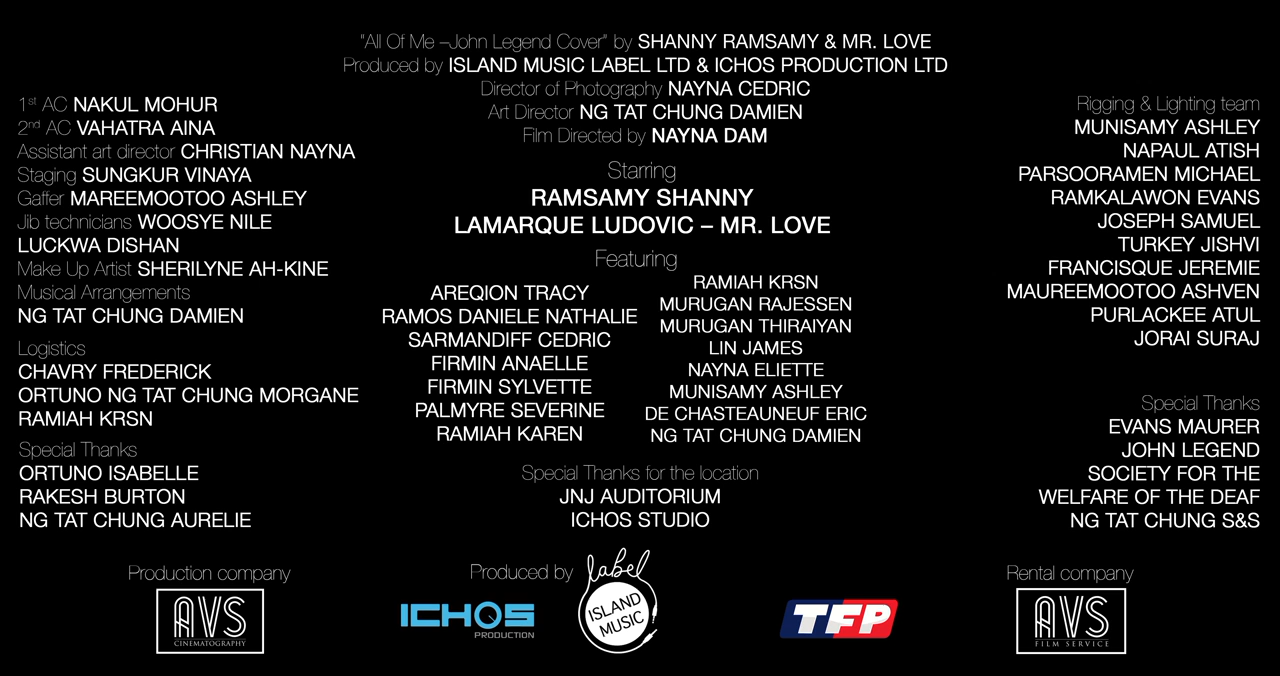 "All Of Me –John Legend Cover" by SHANNY RAMSAMY & MR. LOVE
Produced by ISLAND MUSIC LABEL LTD & ICHOS PRODUCTION LTD
Director of Photography NAYNA CEDRIC
Art Director NG TAT CHUNG DAMIEN
Film Directed by NAYNA DAM
1st AC NAKUL MOHUR
2nd AC VAHATRA AINA
Assistant art director CHRISTIAN NAYNA
Staging SUNGKUR VINAYA
Gaffer MAREEMOOTOO ASHLEY
Jib technicians WOOSYE NILE
LUCKWA DISHAN
Make Up Artist SHERILYNE AH-KINE
Musical Arrangements
NG TAT CHUNG DAMIEN
Logistics
CHAVRY FREDERICK
ORTUNO NG TAT CHUNG MORGANE
RAMIAH KRSN
Special Thanks
ORTUNO ISABELLE
RAKESH BURTON
NG TAT CHUNG AURELIE
Starring
RAMSAMY SHANNY
LAMARQUE LUDOVIC – MR. LOVE
Featuring
AREQION TRACY
RAMOS DANIELE NATHALIE
SARMANDIFF CEDRIC
FIRMIN ANAELLE
FIRMIN SYLVETTE
PALMYRE SEVERINE
RAMIAH KAREN
RAMIAH KRSN
MURUGAN RAJESSEN
MURUGAN THIRAIYAN
LIN JAMES
NAYNA ELIETTE
MUNISAMY ASHLEY
DE CHASTEAUNEUF ERIC
NG TAT CHUNG DAMIEN
Special Thanks for the location
JNJ AUDITORIUM
ICHOS STUDIO
Rigging & Lighting team
MUNISAMY ASHLEY
NAPAUL ATISH
PARSOORAMEN MICHAEL
RAMKALAWON EVANS
JOSEPH SAMUEL
TURKEY JISHVI
FRANCISQUE JEREMIE
MAUREEMOOTOO ASHVEN
PURLACKEE ATUL
JORAI SURAJ
Special Thanks
EVANS MAURER
JOHN LEGEND
SOCIETY FOR THE
WELFARE OF THE DEAF
NG TAT CHUNG S&S
Production company
AVS
CINEMATOGRAPHY
Produced by
ICHOS
PRODUCTION
label
ISLAND
MUSIC
TFP
Rental company
AVS
FILM SERVICE